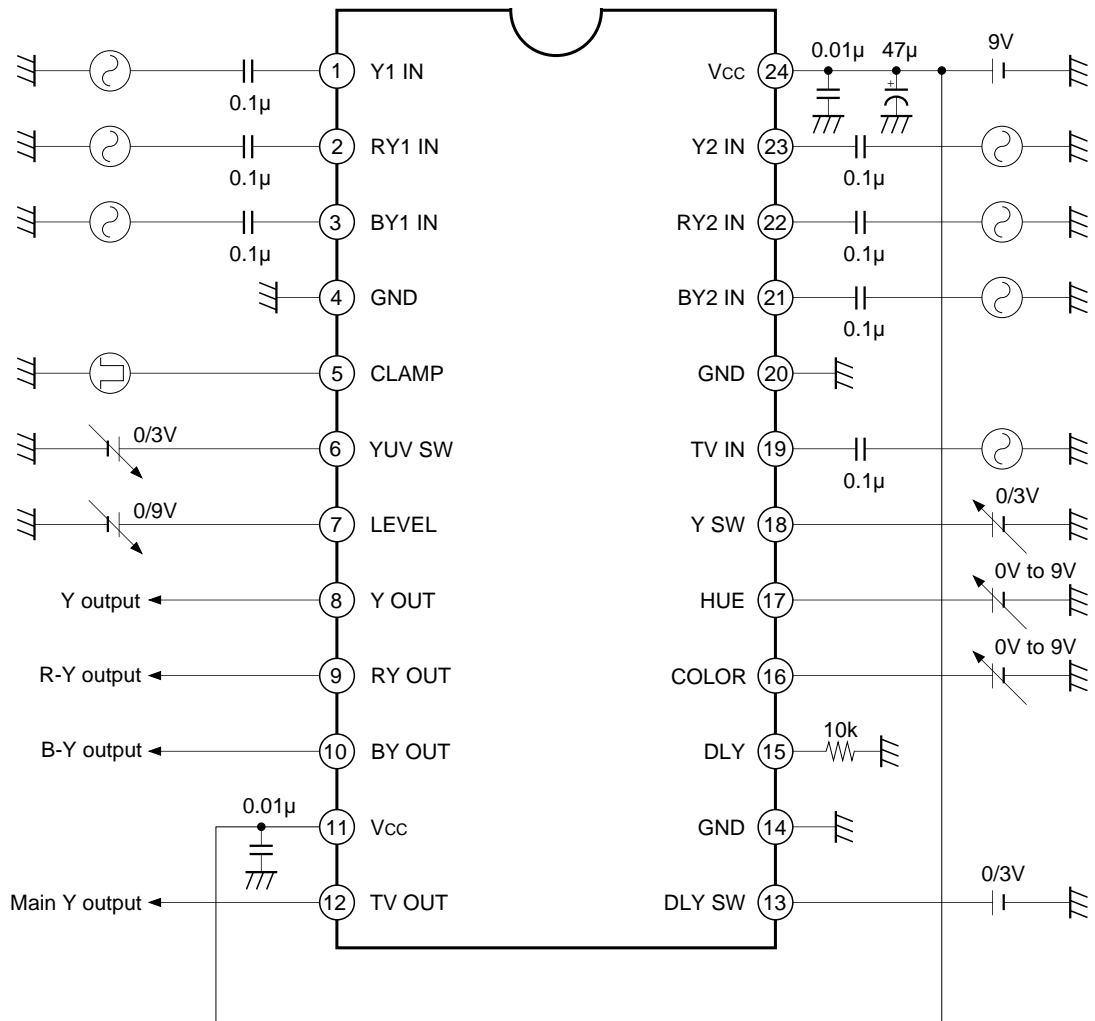 0.1µ
1
Y1 IN
Vcc
24
0.01µ
47µ
+
9V
0.1µ
2
RY1 IN
Y2 IN
23
0.1µ
0.1µ
3
BY1 IN
RY2 IN
22
0.1µ
4
GND
BY2 IN
21
0.1µ
5
CLAMP
GND
20
0/3V
6
YUV SW
TV IN
19
0.1µ
0/9V
7
LEVEL
Y SW
18
0/3V
Y output
8
Y OUT
HUE
17
0V to 9V
R-Y output
9
RY OUT
COLOR
16
0V to 9V
B-Y output
10
BY OUT
DLY
15
10k
0.01µ
11
Vcc
GND
14
Main Y output
12
TV OUT
DLY SW
13
0/3V